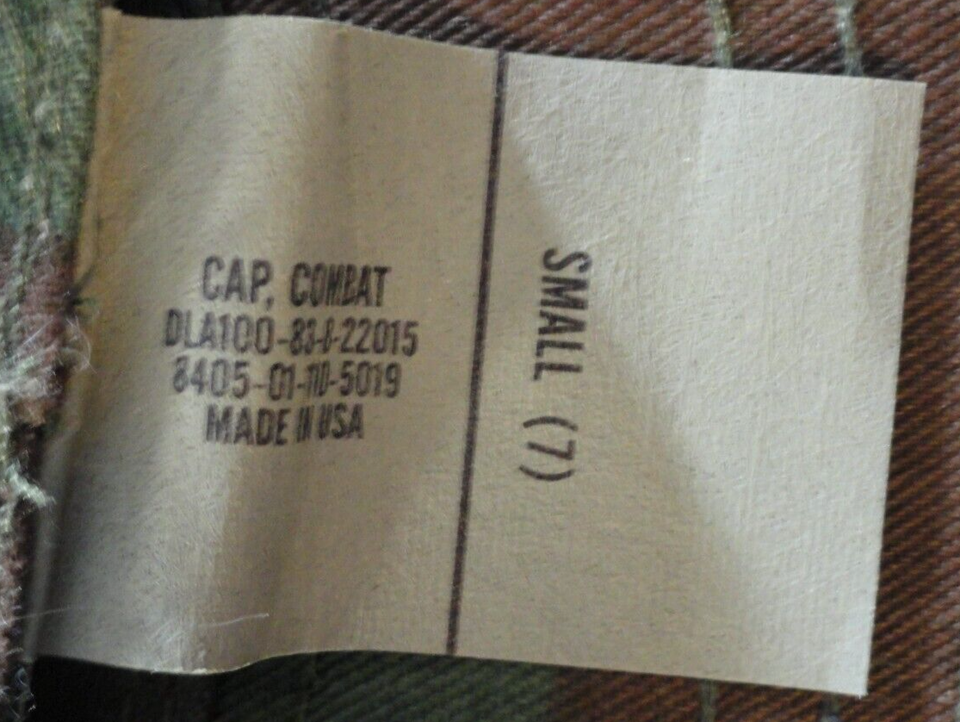 CAP, COMBAT
DLA100-83-C-22015
8405-01-110-5019
MADE IN USA
SMALL (7)